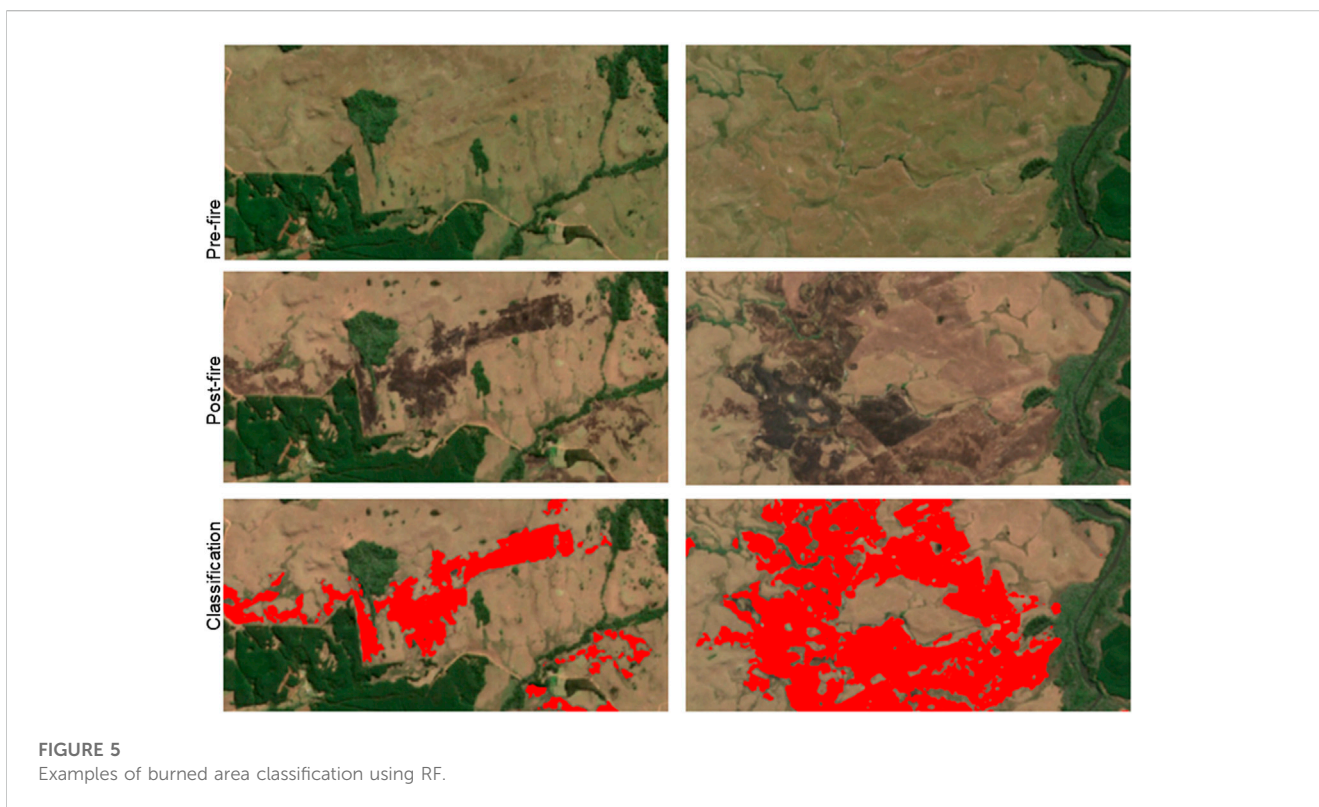 Pre-fire
Post-fire
Classification
FIGURE 5
Examples of burned area classification using RF.